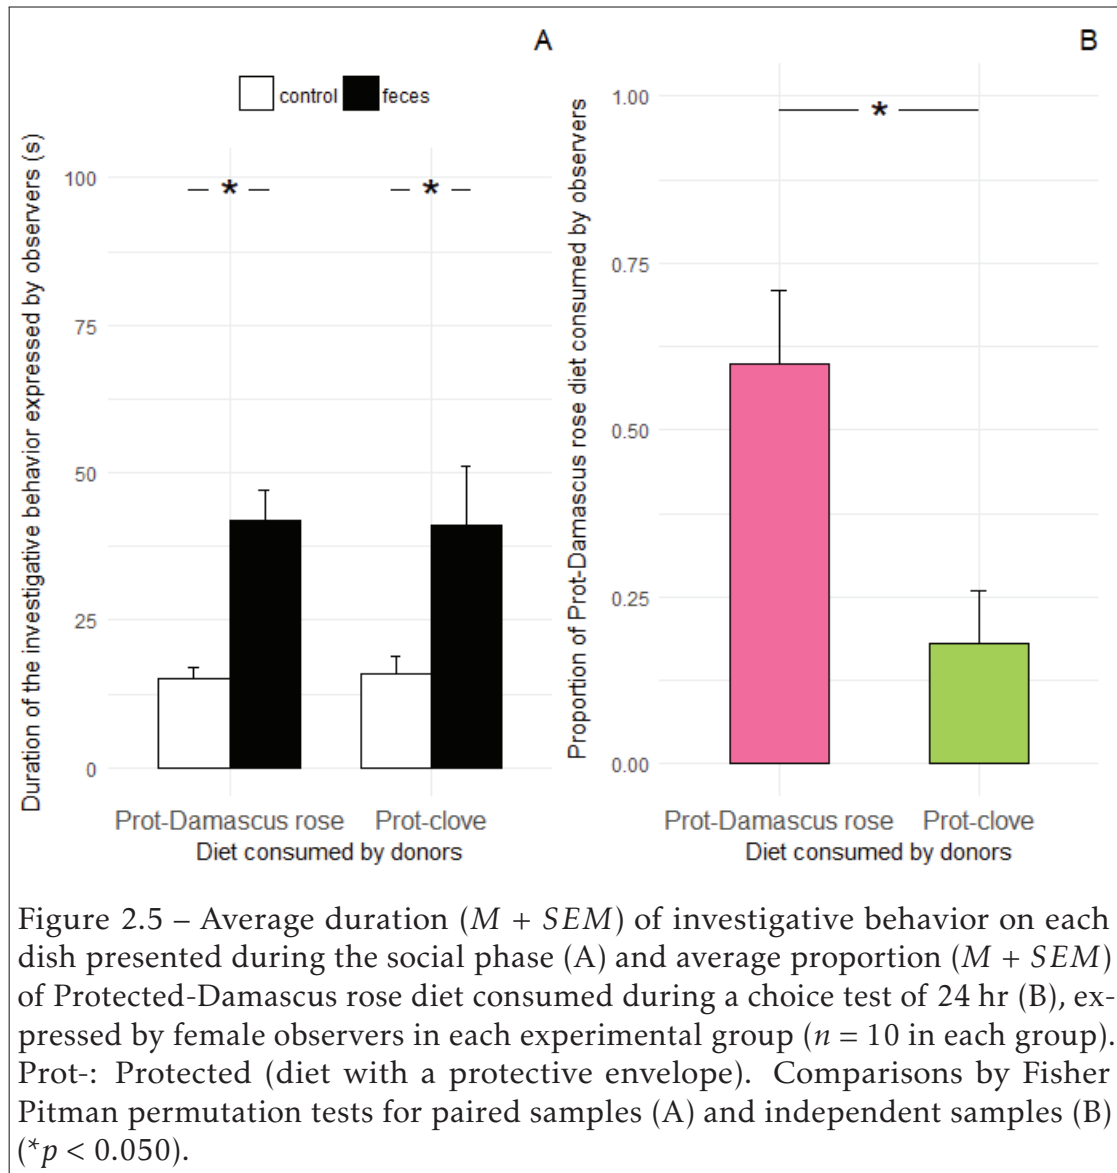 A
control feces
Duration of the investigative behavior expressed by observers (s)
100
75
50
25
0
* *
Prot-Damascus rose Prot-clove
Diet consumed by donors
B
Proportion of Prot-Damascus rose diet consumed by observers
1.00
0.75
0.50
0.25
0.00
*
Prot-Damascus rose Prot-clove
Diet consumed by donors
Figure 2.5 – Average duration (M + SEM) of investigative behavior on each
dish presented during the social phase (A) and average proportion (M + SEM)
of Protected-Damascus rose diet consumed during a choice test of 24 hr (B), ex-
pressed by female observers in each experimental group (n = 10 in each group).
Prot-: Protected (diet with a protective envelope). Comparisons by Fisher
Pitman permutation tests for paired samples (A) and independent samples (B)
(*p < 0.050).